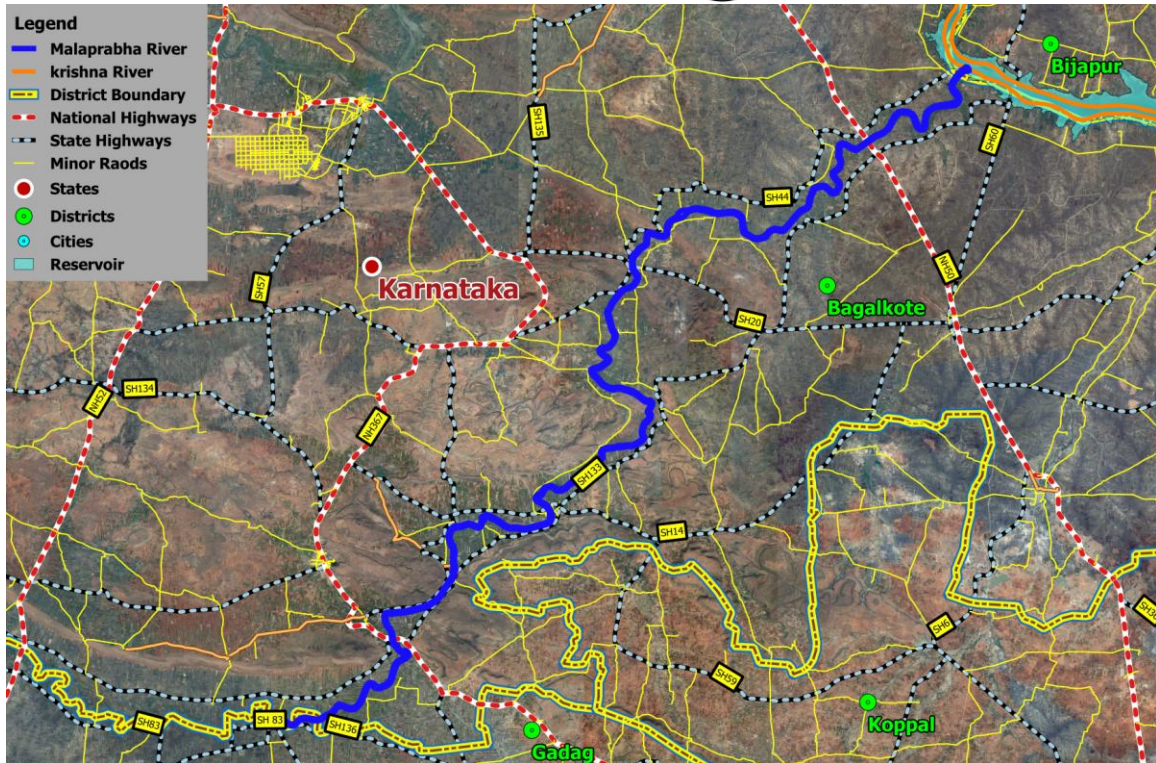 Legend
Malaprabha River
krishna River
District Boundary
National Highways
State Highways
Minor Raods
States
Districts
Cities
Reservoir
Bijapur
SH135
SH60
SH44
NH50
SH57
Karnataka
Bagalkote
SH20
SH134
NH52
NH367
SH133
SH14
SH6
SH36
SH59
Koppal
SH83
SH 83
SH136
Gadag